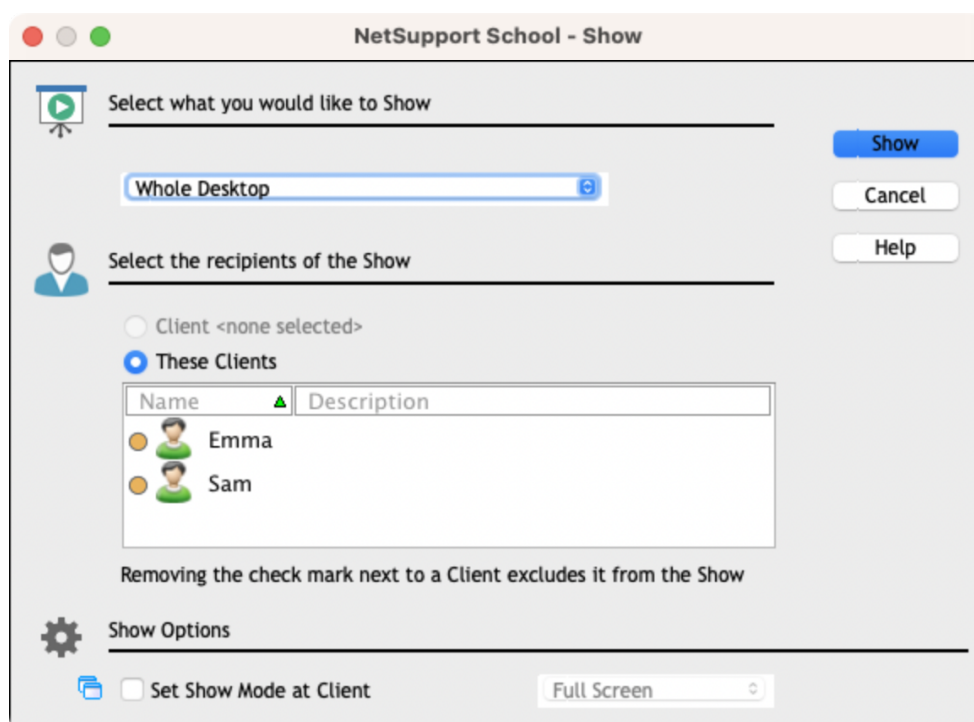 NetSupport School - Show
Select what you would like to Show
Show
Whole Desktop
Cancel
Help
Select the recipients of the Show
Client <none selected>
These Clients
Name Description
Emma
Sam
Removing the check mark next to a Client excludes it from the Show
Show Options
Set Show Mode at Client Full Screen